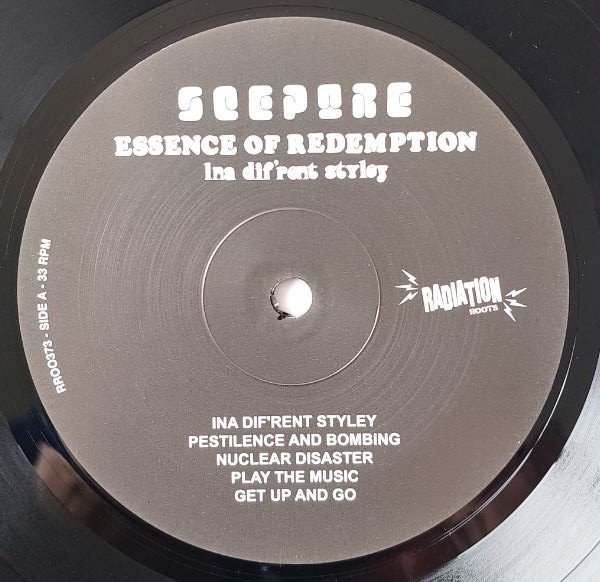 SCEPTRE
ESSENCE OF REDEMPTION
Ina dif'rent styley
RROO373 - SIDE A - 33 RPM
RADIATION
ROOTS
INA DIF'RENT STYLEY
PESTILENCE AND BOMBING
NUCLEAR DISASTER
PLAY THE MUSIC
GET UP AND GO